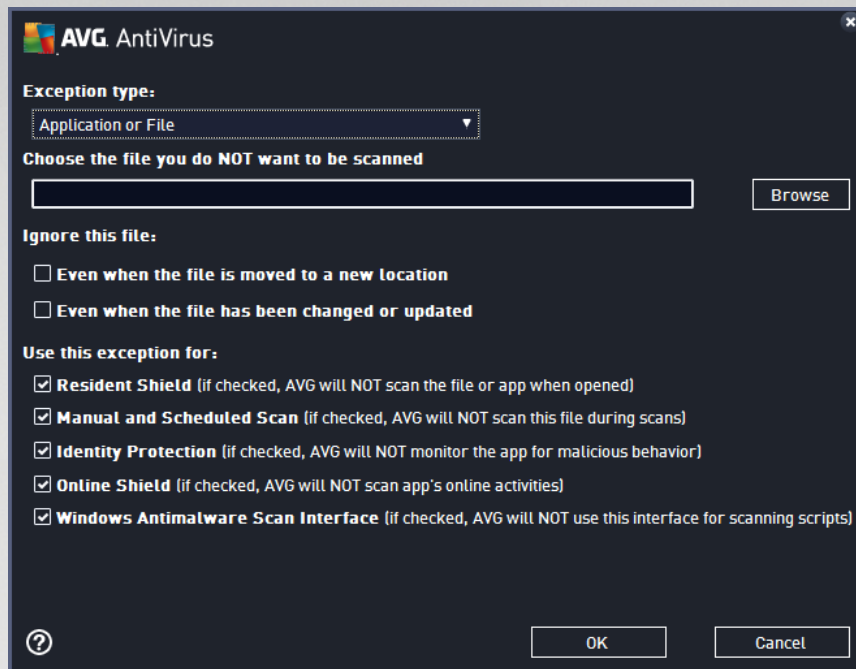 AVG. AntiVirus
Exception type:
Application or File
Choose the file you do NOT want to be scanned
Browse
Ignore this file:
Even when the file is moved to a new location
Even when the file has been changed or updated
Use this exception for:
Resident Shield (if checked, AVG will NOT scan the file or app when opened)
Manual and Scheduled Scan (if checked, AVG will NOT scan this file during scans)
Identity Protection (if checked, AVG will NOT monitor the app for malicious behavior)
Online Shield (if checked, AVG will NOT scan app's online activities)
Windows Antimalware Scan Interface (if checked, AVG will NOT use this interface for scanning scripts)
?
OK
Cancel